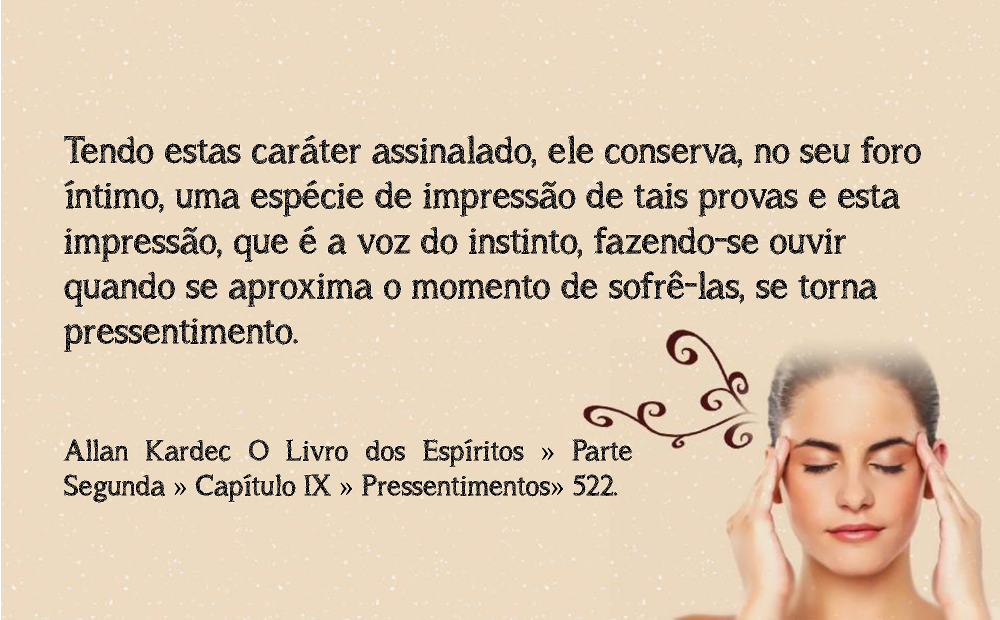 Tendo estas caráter assinalado, ele conserva, no seu foro
íntimo, uma espécie de impressão de tais provas e esta
impressão, que é a voz do instinto, fazendo-se ouvir
quando se aproxima o momento de sofrê-las, se torna
pressentimento.
Allan Kardec O Livro dos Espíritos » Parte
Segunda » Capítulo IX » Pressentimentos» 522.